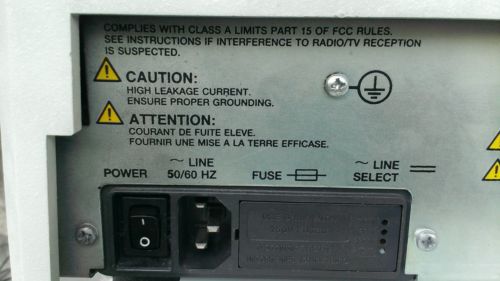 COMPLIES WITH CLASS A LIMITS PART 15 OF FCC RULES.
SEE INSTRUCTIONS IF INTERFERENCE TO RADIO/TV RECEPTION
IS SUSPECTED.
CAUTION:
HIGH LEAKAGE CURRENT.
ENSURE PROPER GROUNDING.
ATTENTION:
COURANT DE FUITE ELEVE.
FOURNIR UNE MISE A LA TERRE EFFICASE.
POWER
~ LINE
50/60 HZ
FUSE
~ LINE
SELECT